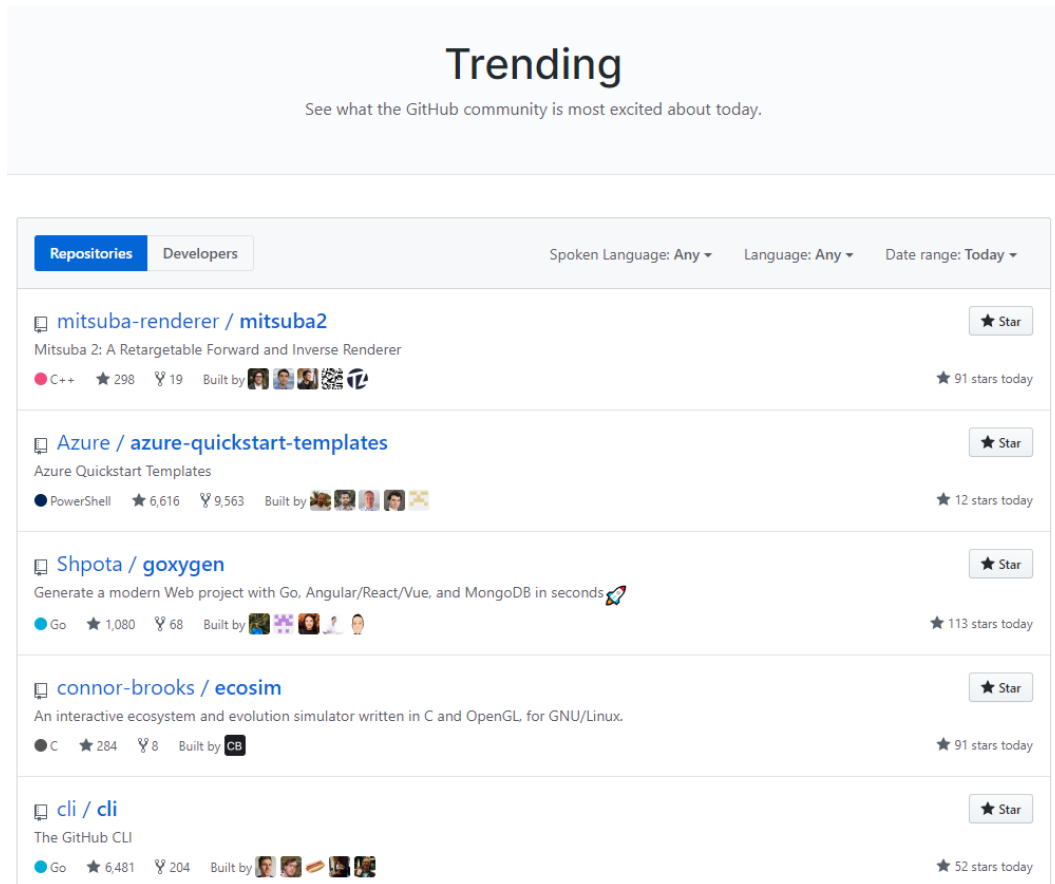 Trending
See what the GitHub community is most excited about today.
Repositories Developers Spoken Language: Any Language: Any Date range: Today
mitsuba-renderer / mitsuba2 Star
Mitsuba 2: A Retargetable Forward and Inverse Renderer
C++ 298 19 Built by 91 stars today
Azure / azure-quickstart-templates Star
Azure Quickstart Templates
PowerShell 6,616 9,563 Built by 12 stars today
Shpota / goxygen Star
Generate a modern Web project with Go, Angular/React/Vue, and MongoDB in seconds
Go 1,080 68 Built by 113 stars today
connor-brooks / ecosim Star
An interactive ecosystem and evolution simulator written in C and OpenGL, for GNU/Linux.
C 284 8 Built by CB 91 stars today
cli / cli Star
The GitHub CLI
Go 6,481 204 Built by 52 stars today